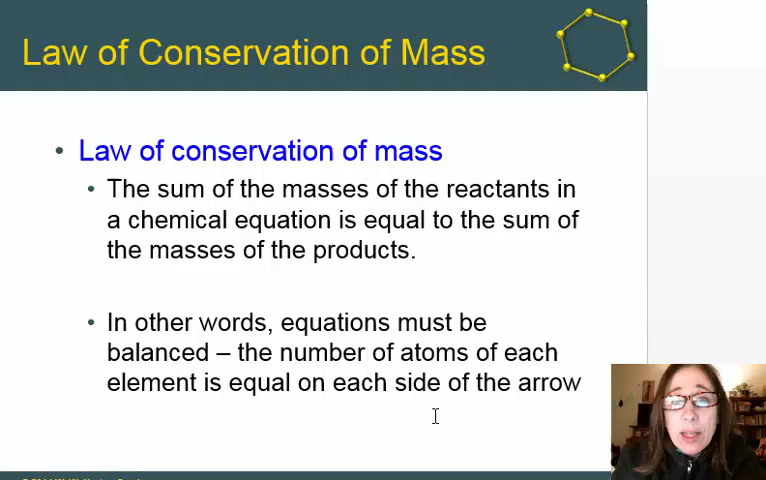 Law of Conservation of Mass
• Law of conservation of mass
• The sum of the masses of the reactants in
a chemical equation is equal to the sum of
the masses of the products.
• In other words, equations must be
balanced – the number of atoms of each
element is equal on each side of the arrow